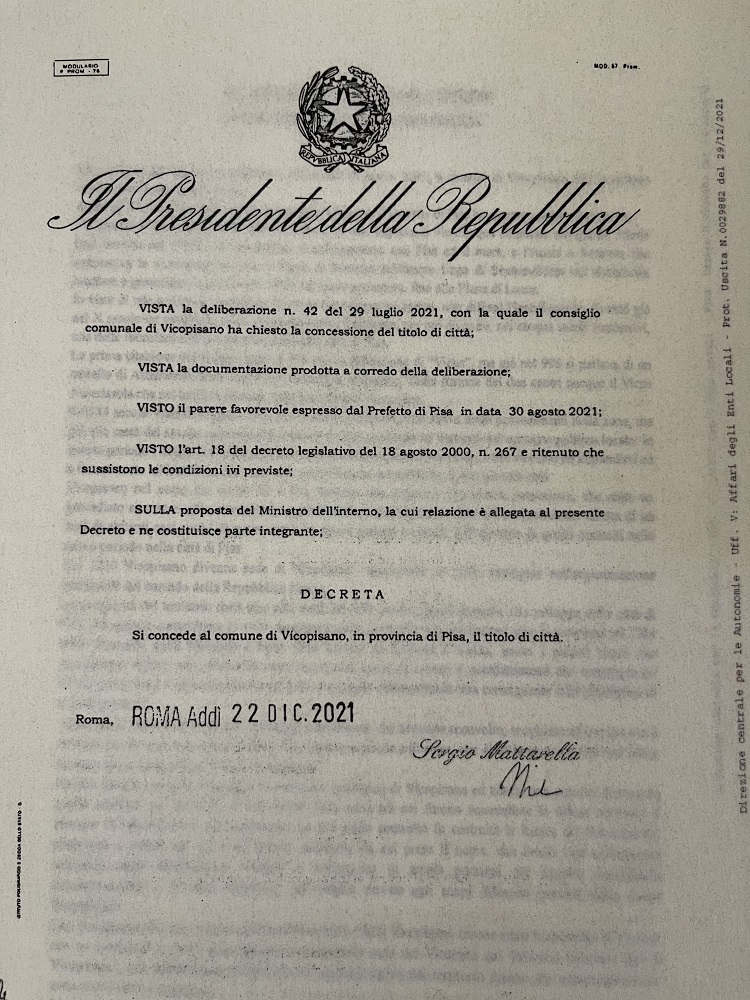 MODULARIO
P PROM - 76
MOD. 67 Prom.
REPVBBLICA ITALIANA
Il Presidente della Repubblica
VISTA la deliberazione n. 42 del 29 luglio 2021, con la quale il consiglio
comunale di Vicopisano ha chiesto la concessione del titolo di città;
VISTA la documentazione prodotta a corredo della deliberazione;
VISTO il parere favorevole espresso dal Prefetto di Pisa in data 30 agosto 2021;
VISTO l'art. 18 del decreto legislativo del 18 agosto 2000, n. 267 e ritenuto che
sussistono le condizioni ivi previste;
SULLA proposta del Ministro dell'interno, la cui relazione è allegata al presente
Decreto e ne costituisce parte integrante;
DECRETA
Si concede al comune di Vicopisano, in provincia di Pisa, il titolo di città.
Roma, ROMA Addì 22 DIC. 2021
Sergio Mattarella
ISTITUTO POLIGRAFICO E ZECCA DELLO STATO - S.
Direzione centrale per le Autonomie - Uff. V: Affari degli Enti Locali - Prot. Uscita N.0029882 del 29/12/2021